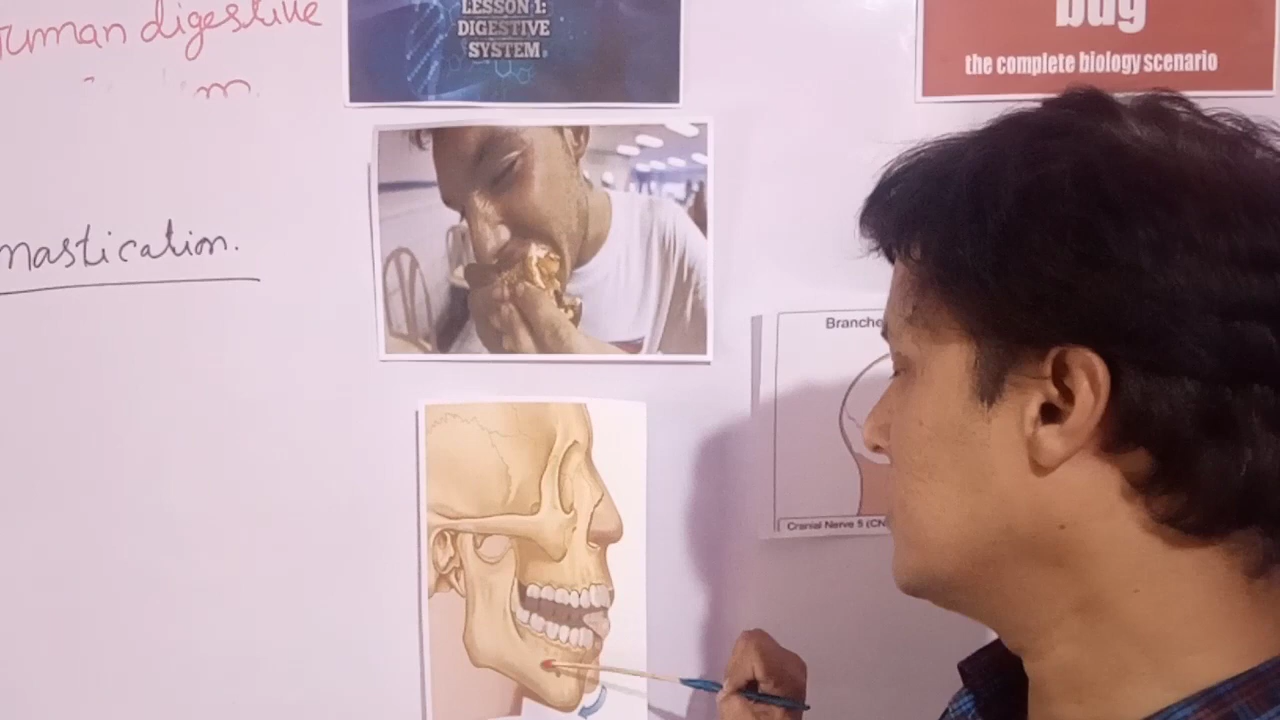 uman digestive
m.
LESSON 1:
DIGESTIVE
SYSTEM.
bug
the complete biology scenario
mastication.
Branche
Cranial Nerve 5 (CN